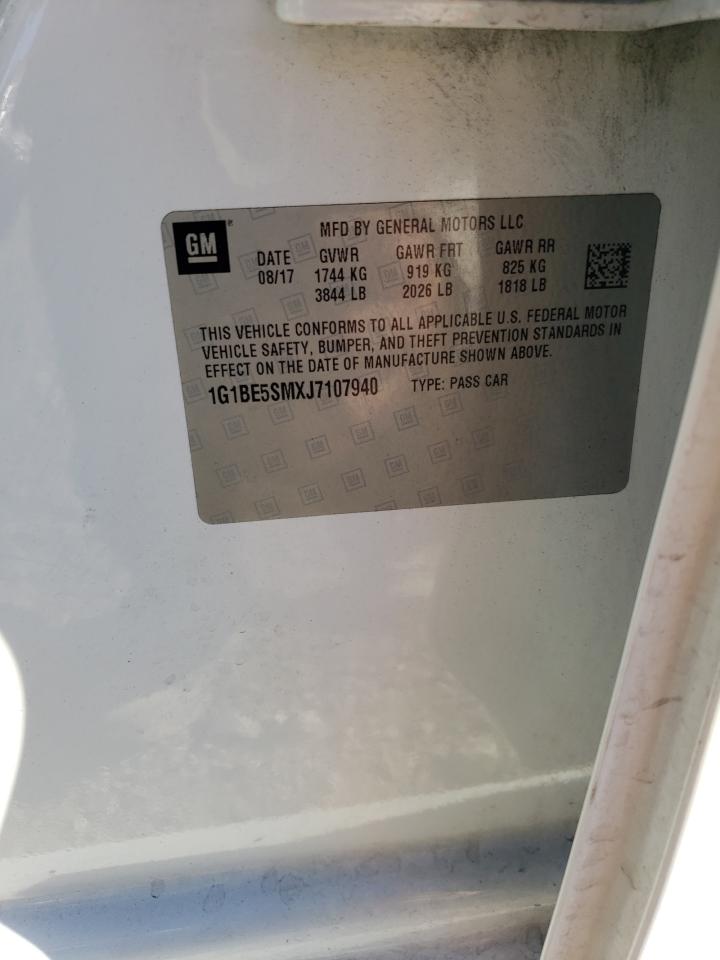 GM
MFD BY GENERAL MOTORS LLC
DATE GVWR GAWR FRT GAWR RR
08/17 1744 KG 919 KG 825 KG
3844 LB 2026 LB 1818 LB
THIS VEHICLE CONFORMS TO ALL APPLICABLE U.S. FEDERAL MOTOR
VEHICLE SAFETY, BUMPER, AND THEFT PREVENTION STANDARDS IN
EFFECT ON THE DATE OF MANUFACTURE SHOWN ABOVE.
1G1BE5SMXJ7107940 TYPE: PASS CAR